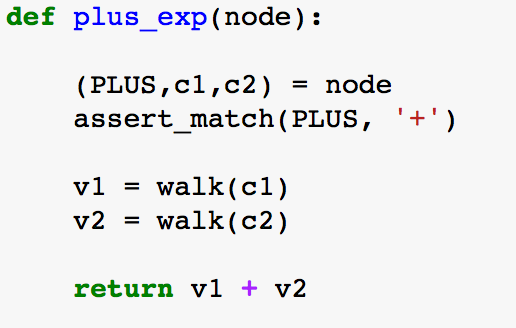 def plus_exp(node):
(PLUS,c1,c2) = node
assert_match(PLUS, '+')
v1 = walk(c1)
v2 = walk(c2)
return v1 + v2